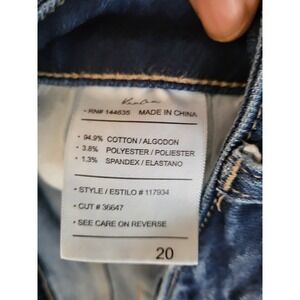 RN# 144635 MADE IN CHINA
• 94.9% COTTON / ALGODON
• 3.8% POLYESTER / POLIESTER
• 1.3% SPANDEX / ELASTANO
• STYLE / ESTILO # 117934
• CUT # 36647
• SEE CARE ON REVERSE
20